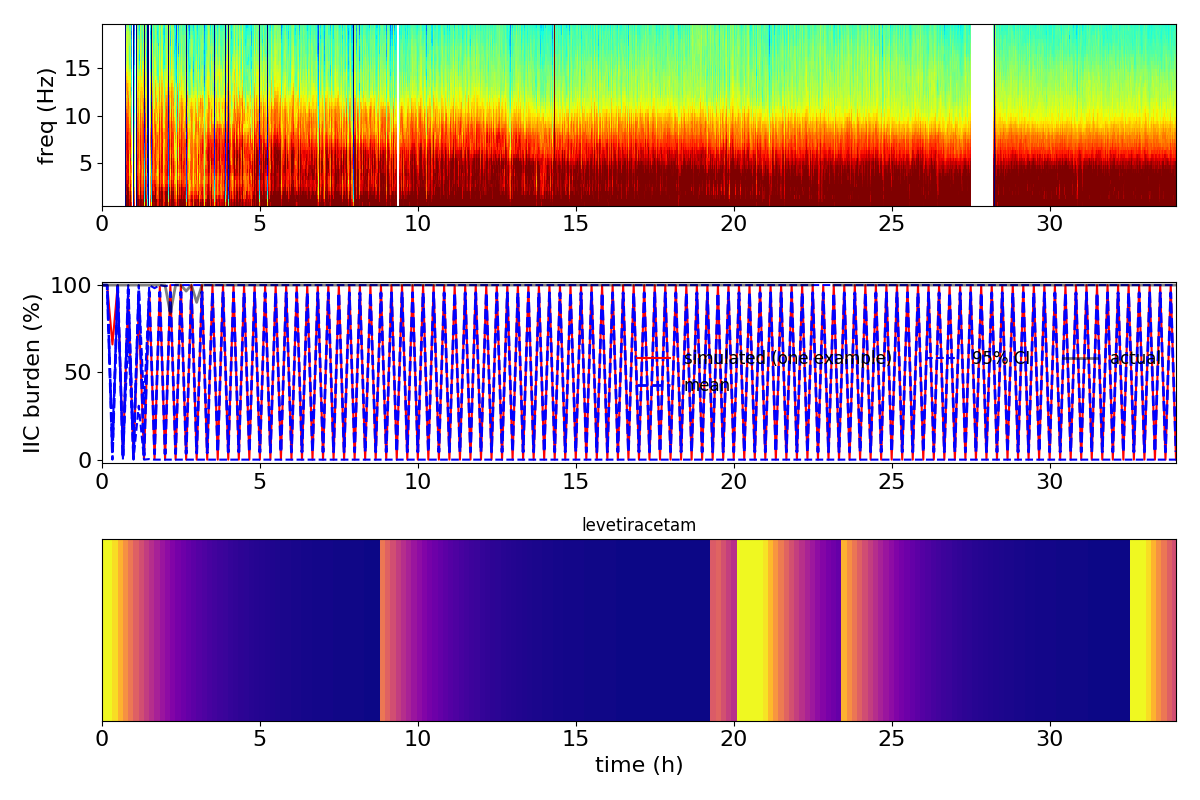 freq (Hz)
15
10
5
0 5 10 15 20 25 30
IIC burden (%)
100
50
0
simulated (one example) 95% CI actual
mean
0 5 10 15 20 25 30
levetiracetam
0 5 10 15 20 25 30
time (h)